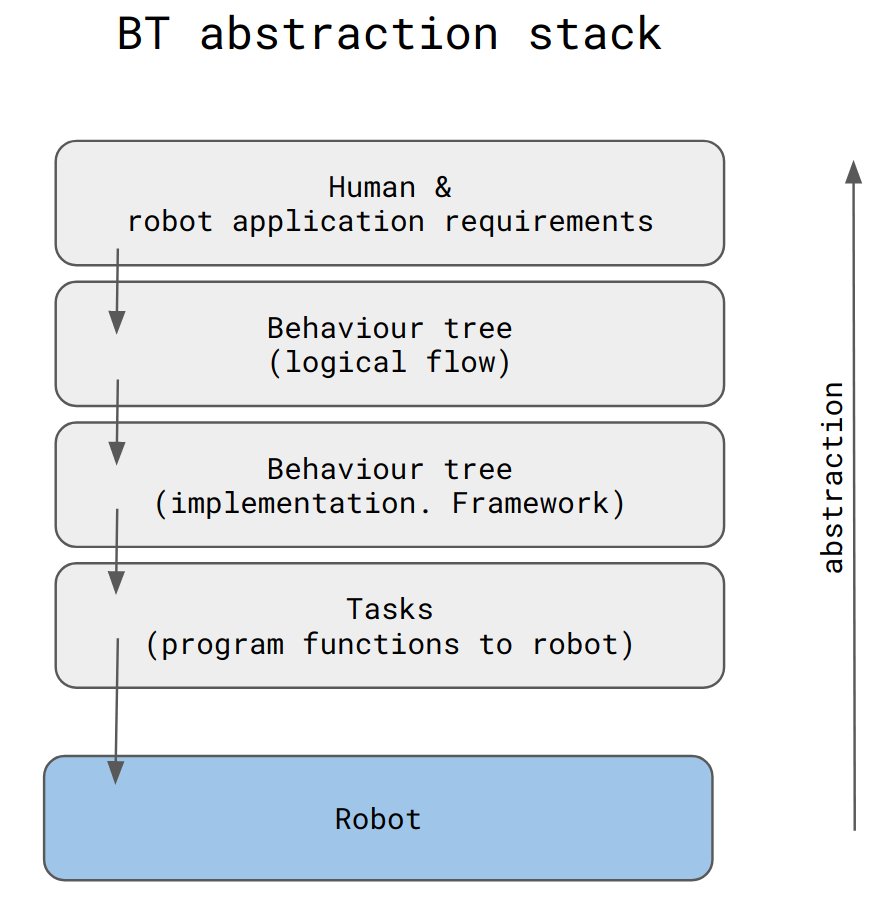 BT abstraction stack
Human &
robot application requirements
Behaviour tree
(logical flow)
Behaviour tree
(implementation. Framework)
Tasks
(program functions to robot)
Robot
abstraction